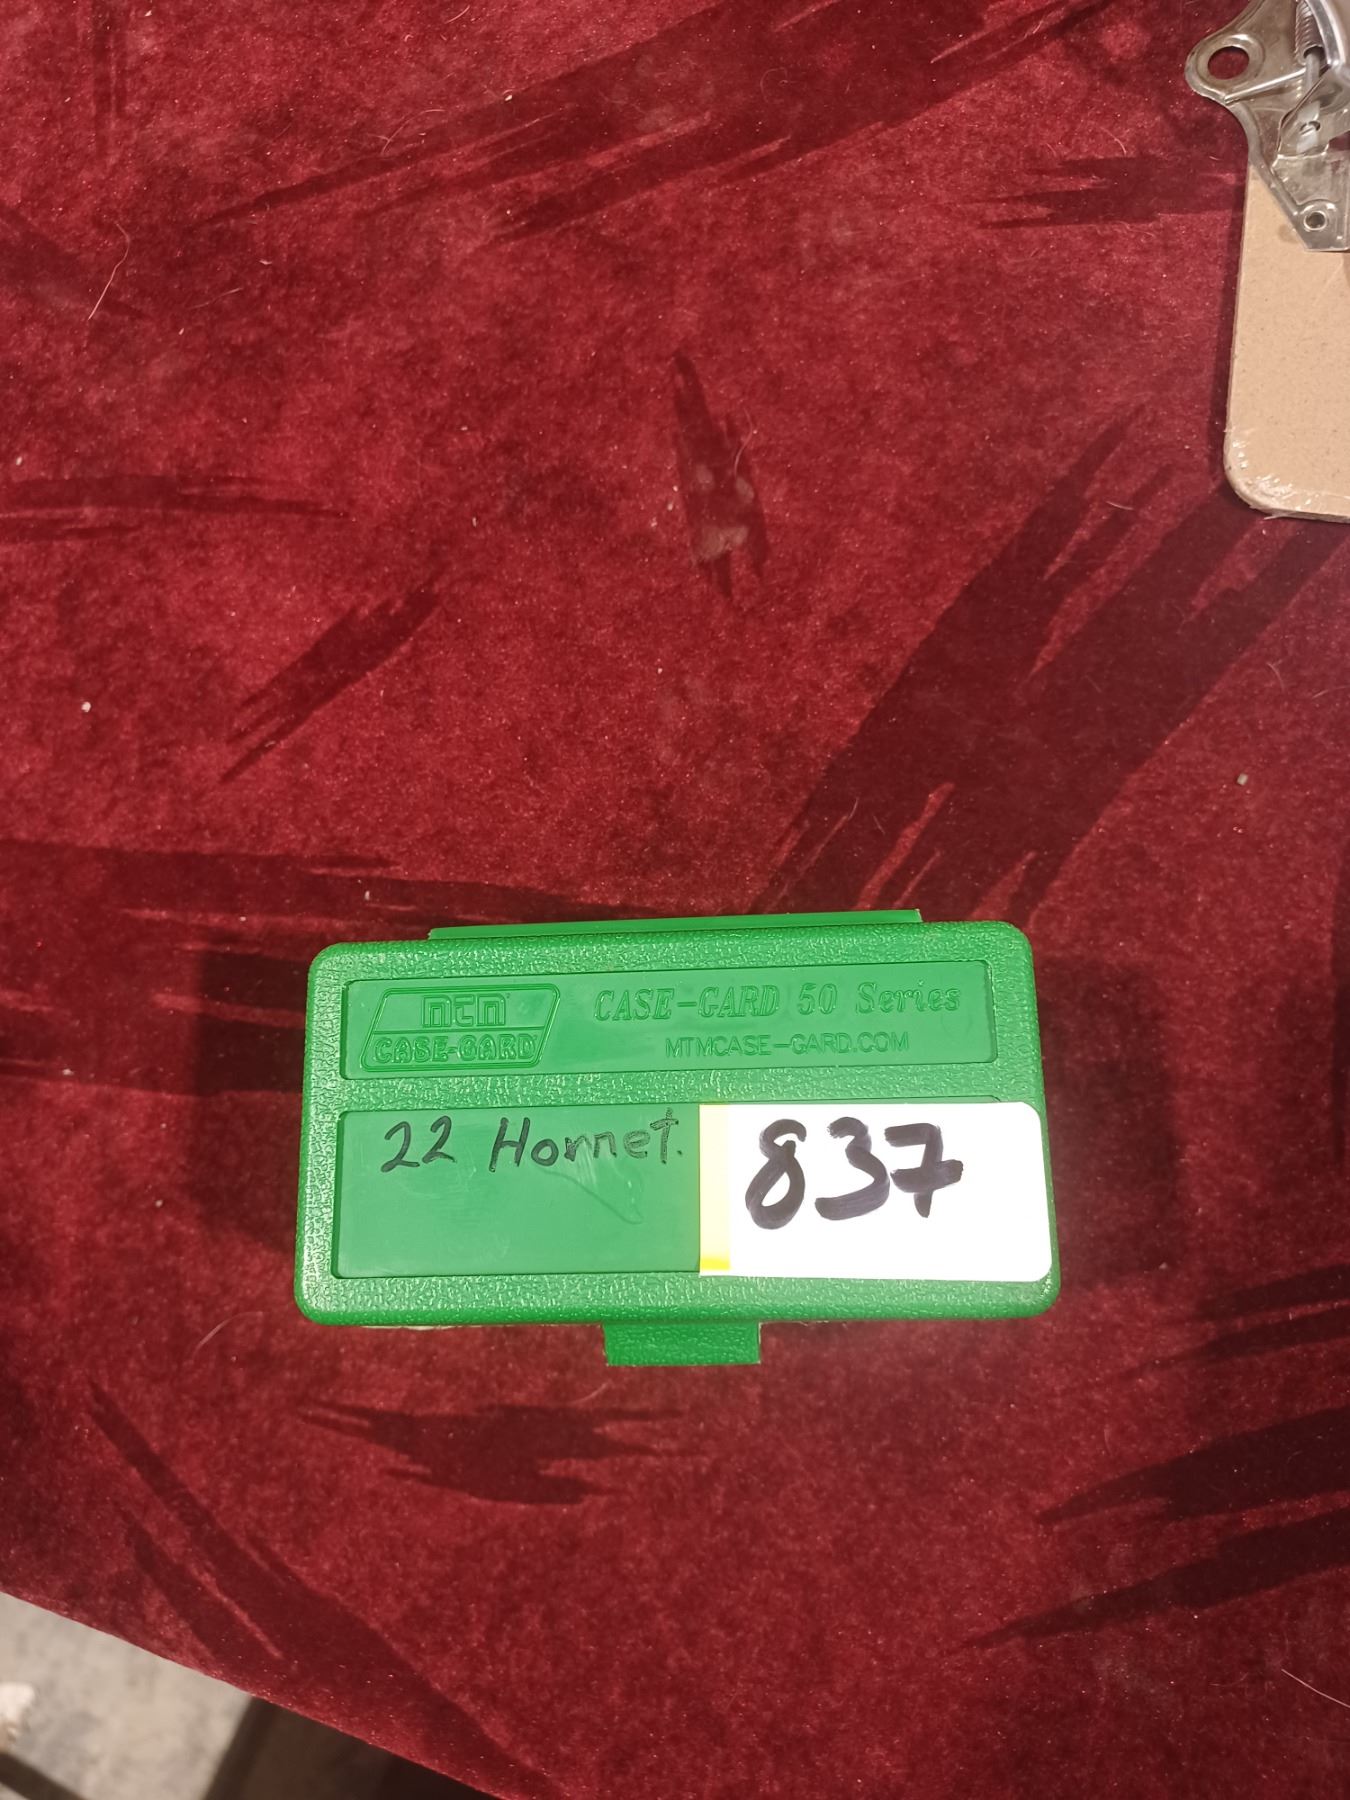 MTM
CASE-GARD
CASE-GARD 50 Series
MTMCASE-GARD.COM
22 Hornet.
837